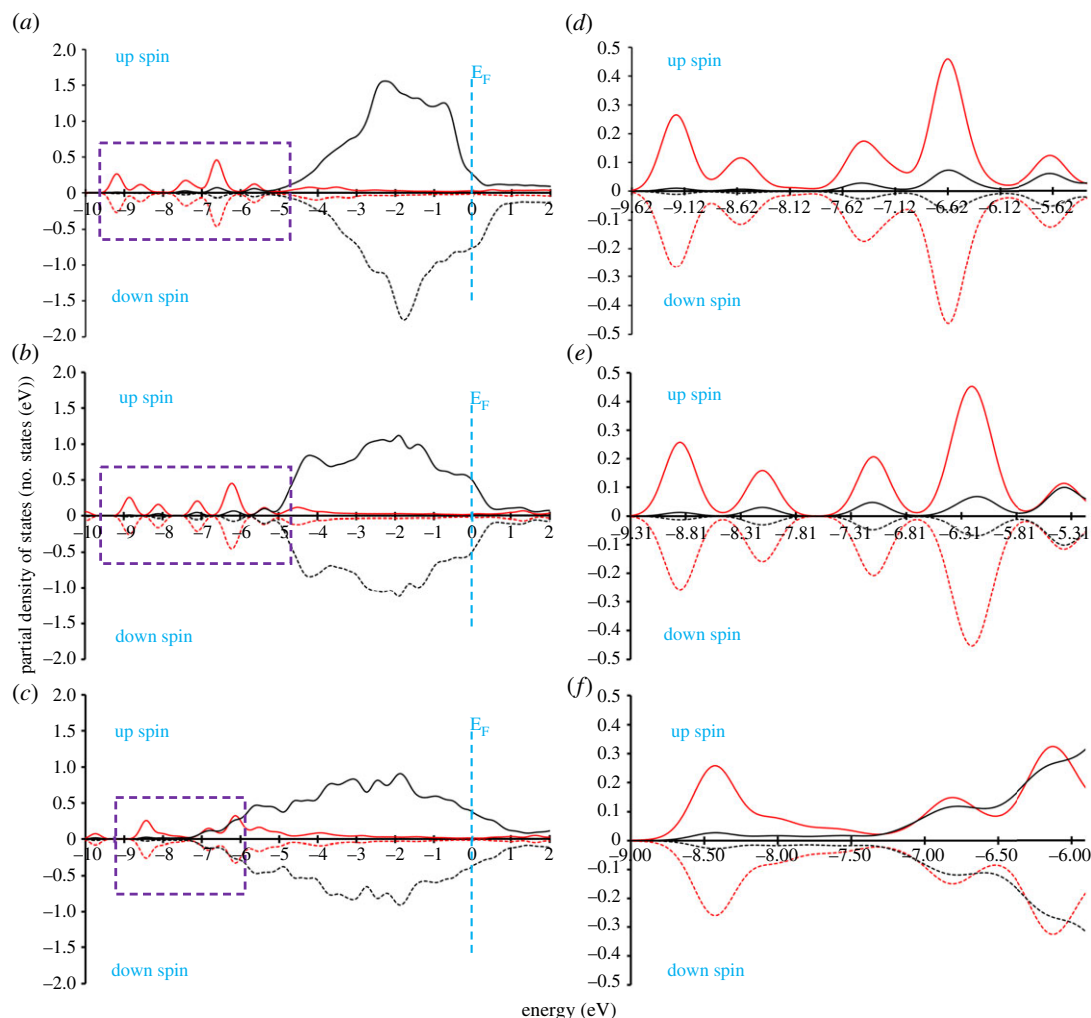 (a)
2.0
1.5
1.0
0.5
0
–0.5
–1.0
–1.5
–2.0
up spin
E_F
–10 –9 –8 –7 –6 –5 –4 –3 –2 –1 0 1 2
down spin
(d)
0.5
0.4
0.3
0.2
0.1
0
–0.1
–0.2
–0.3
–0.4
–0.5
up spin
–9.62 –9.12 –8.62 –8.12 –7.62 –7.12 –6.62 –6.12 –5.62
down spin
(b)
2.0
1.5
1.0
0.5
0
–0.5
–1.0
–1.5
–2.0
up spin
E_F
–10 –9 –8 –7 –6 –5 –4 –3 –2 –1 0 1 2
down spin
partial density of states (no. states (eV))
(e)
0.5
0.4
0.3
0.2
0.1
0
–0.1
–0.2
–0.3
–0.4
–0.5
up spin
–9.31 –8.81 –8.31 –7.81 –7.31 –6.81 –6.31 –5.81 –5.31
down spin
(c)
2.0
1.5
1.0
0.5
0
–0.5
–1.0
–1.5
–2.0
up spin
E_F
–10 –9 –8 –7 –6 –5 –4 –3 –2 –1 0 1 2
down spin
(f)
0.5
0.4
0.3
0.2
0.1
0
–0.1
–0.2
–0.3
–0.4
–0.5
up spin
–9.00 –8.50 –8.00 –7.50 –7.00 –6.50 –6.00
down spin
energy (eV)